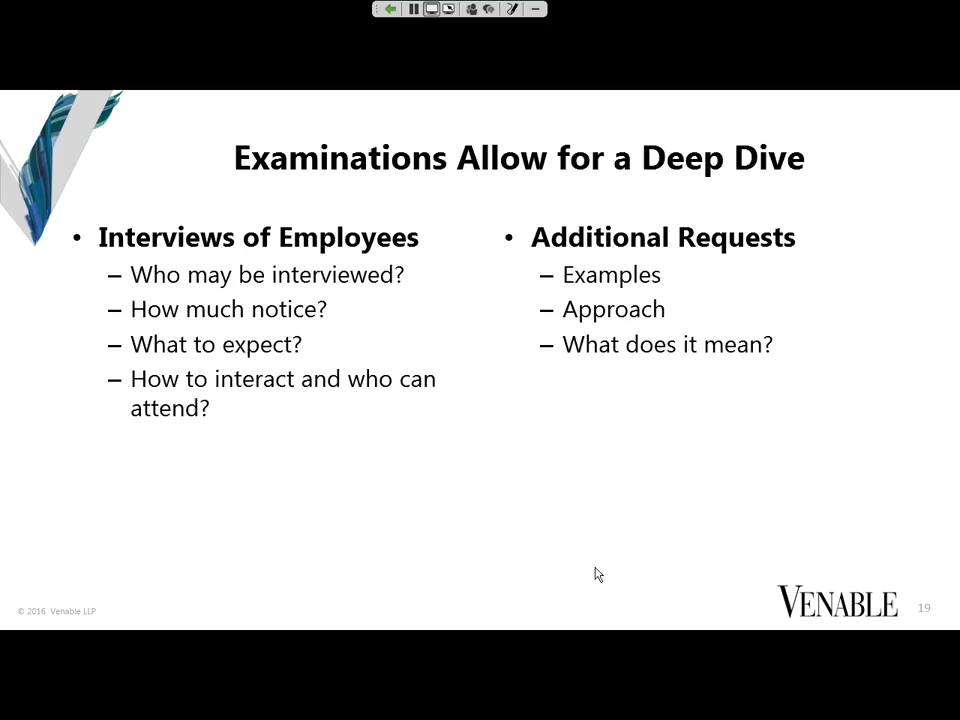 Examinations Allow for a Deep Dive
• Interviews of Employees
– Who may be interviewed?
– How much notice?
– What to expect?
– How to interact and who can
attend?
• Additional Requests
– Examples
– Approach
– What does it mean?
© 2016 Venable LLP
VENABLE
19